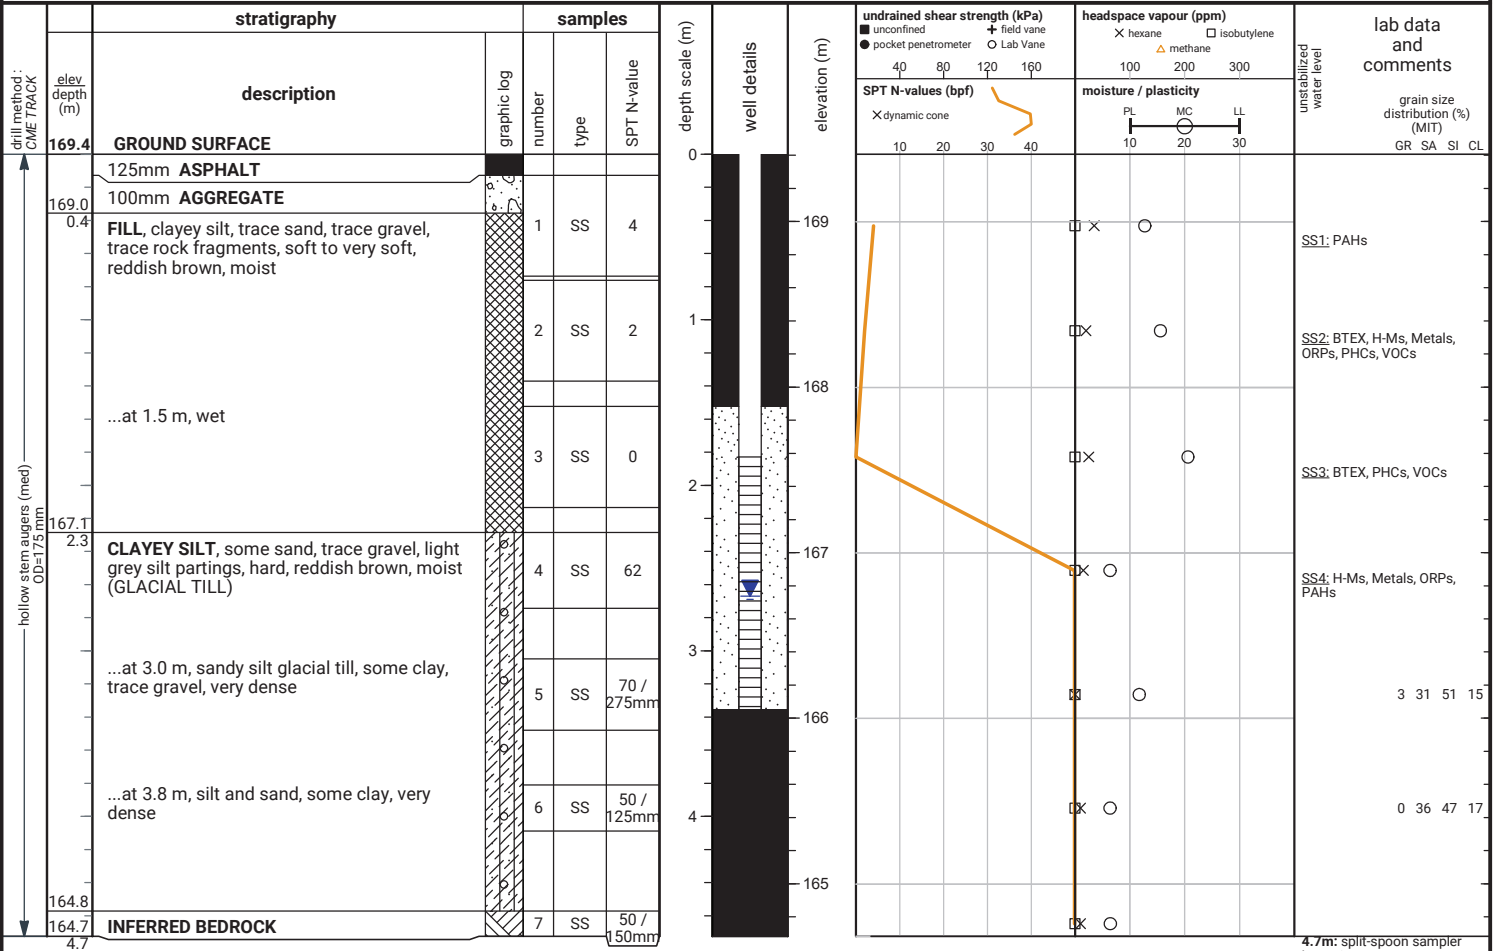 stratigraphy
samples
drill method :
CME TRACK
elev
depth
(m)
description
graphic log
number
type
SPT N-value
depth scale (m)
well details
elevation (m)
undrained shear strength (kPa)
unconfined
field vane
pocket penetrometer
Lab Vane
40 80 120 160
SPT N-values (bpf)
dynamic cone
10 20 30 40
headspace vapour (ppm)
hexane
isobutylene
methane
100 200 300
moisture / plasticity
PL MC LL
10 20 30
unstabilized
water level
lab data
and
comments
grain size
distribution (%)
(MIT)
GR SA SI CL
169.4 GROUND SURFACE
125mm ASPHALT
100mm AGGREGATE
169.0
0.4
FILL, clayey silt, trace sand, trace gravel,
trace rock fragments, soft to very soft,
reddish brown, moist
...at 1.5 m, wet
167.1
2.3
CLAYEY SILT, some sand, trace gravel, light
grey silt partings, hard, reddish brown, moist
(GLACIAL TILL)
...at 3.0 m, sandy silt glacial till, some clay,
trace gravel, very dense
...at 3.8 m, silt and sand, some clay, very
dense
164.8
164.7
4.7
INFERRED BEDROCK
hollow stem augers (med)
OD=175 mm
1 SS 4
2 SS 2
3 SS 0
4 SS 62
5 SS 70 /
275mm
6 SS 50 /
125mm
7 SS 50 /
150mm
0
1
2
3
4
169
168
167
166
165
SS1: PAHs
SS2: BTEX, H-Ms, Metals,
ORPs, PHCs, VOCs
SS3: BTEX, PHCs, VOCs
SS4: H-Ms, Metals, ORPs,
PAHs
3 31 51 15
0 36 47 17
4.7m: split-spoon sampler